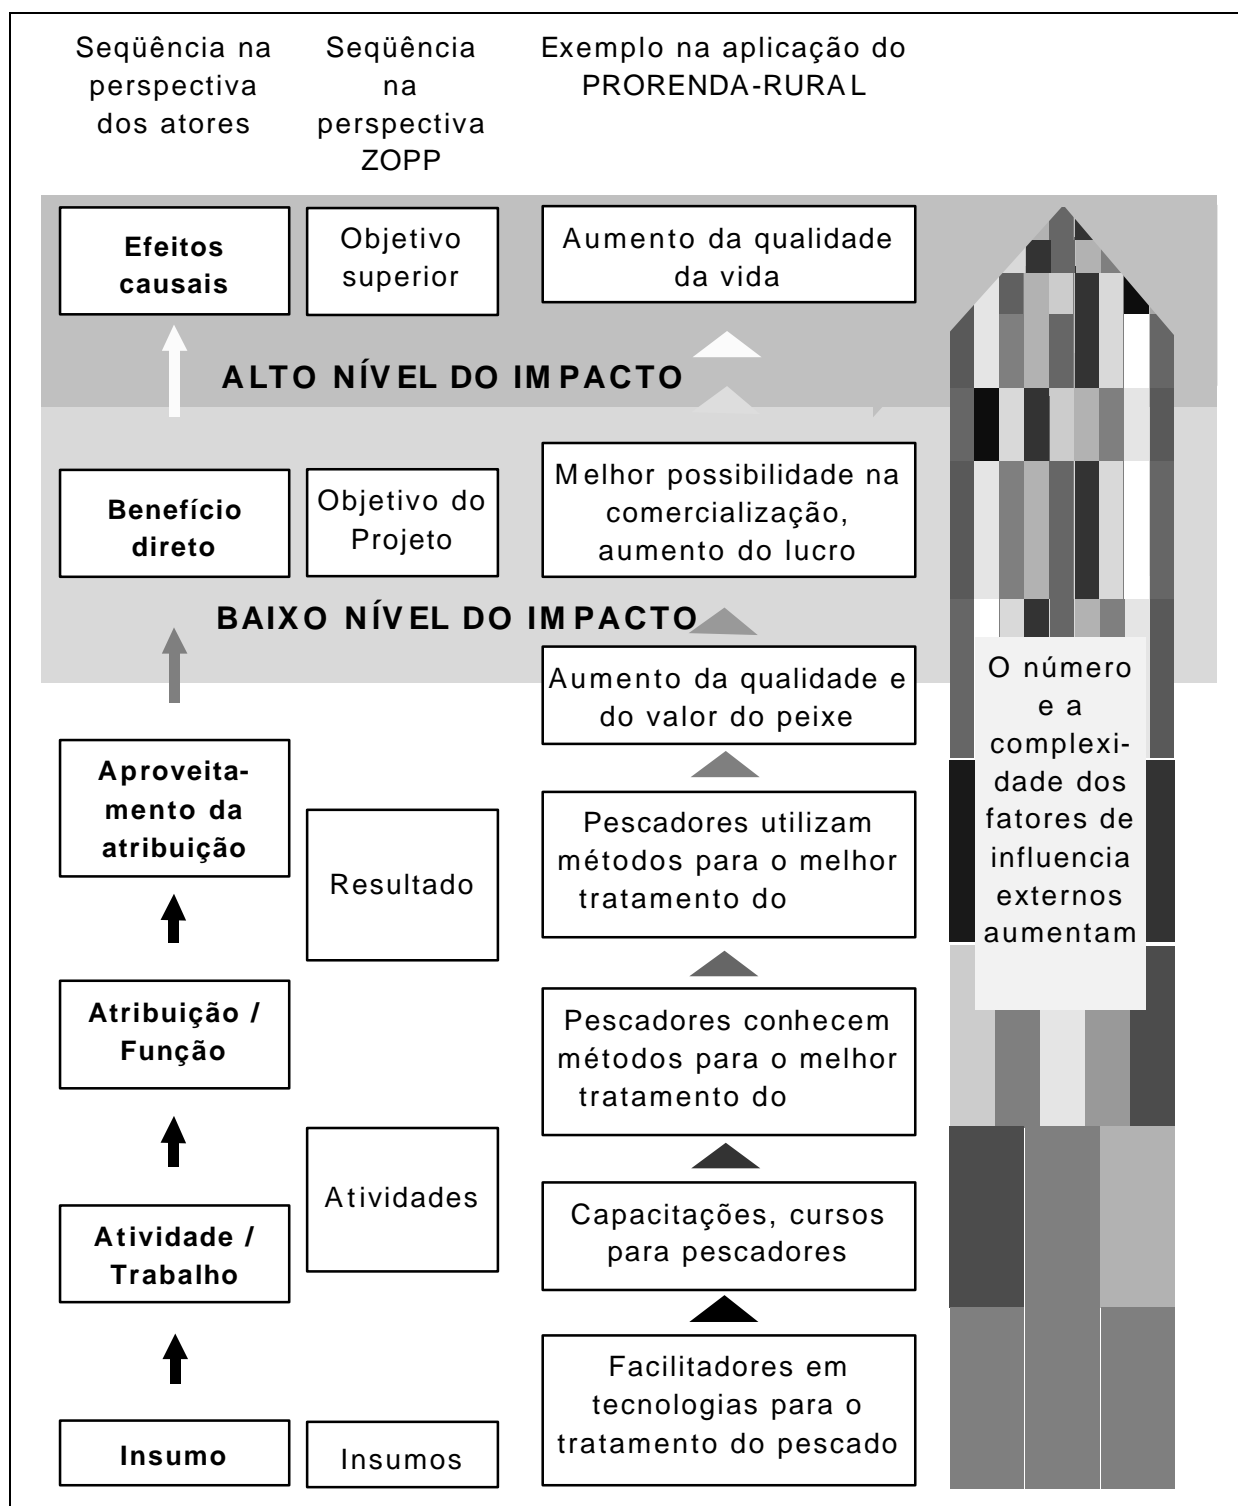 Seqüência na
perspectiva
dos atores
Seqüência
na
perspectiva
ZOPP
Exemplo na aplicação do
PRORENDA-RURAL
Efeitos
causais
Objetivo
superior
Aumento da qualidade
da vida
ALTO NÍVEL DO IMPACTO
Benefício
direto
Objetivo do
Projeto
Melhor possibilidade na
comercialização,
aumento do lucro
BAIXO NÍVEL DO IMPACTO
Aumento da qualidade e
do valor do peixe
Aproveita-
mento da
atribuição
Resultado
Pescadores utilizam
métodos para o melhor
tratamento do
Atribuição /
Função
Pescadores conhecem
métodos para o melhor
tratamento do
Atividade /
Trabalho
Atividades
Capacitações, cursos
para pescadores
Insumo
Insumos
Facilitadores em
tecnologias para o
tratamento do pescado
O número
e a
complexi-
dade dos
fatores de
influencia
externos
aumentam